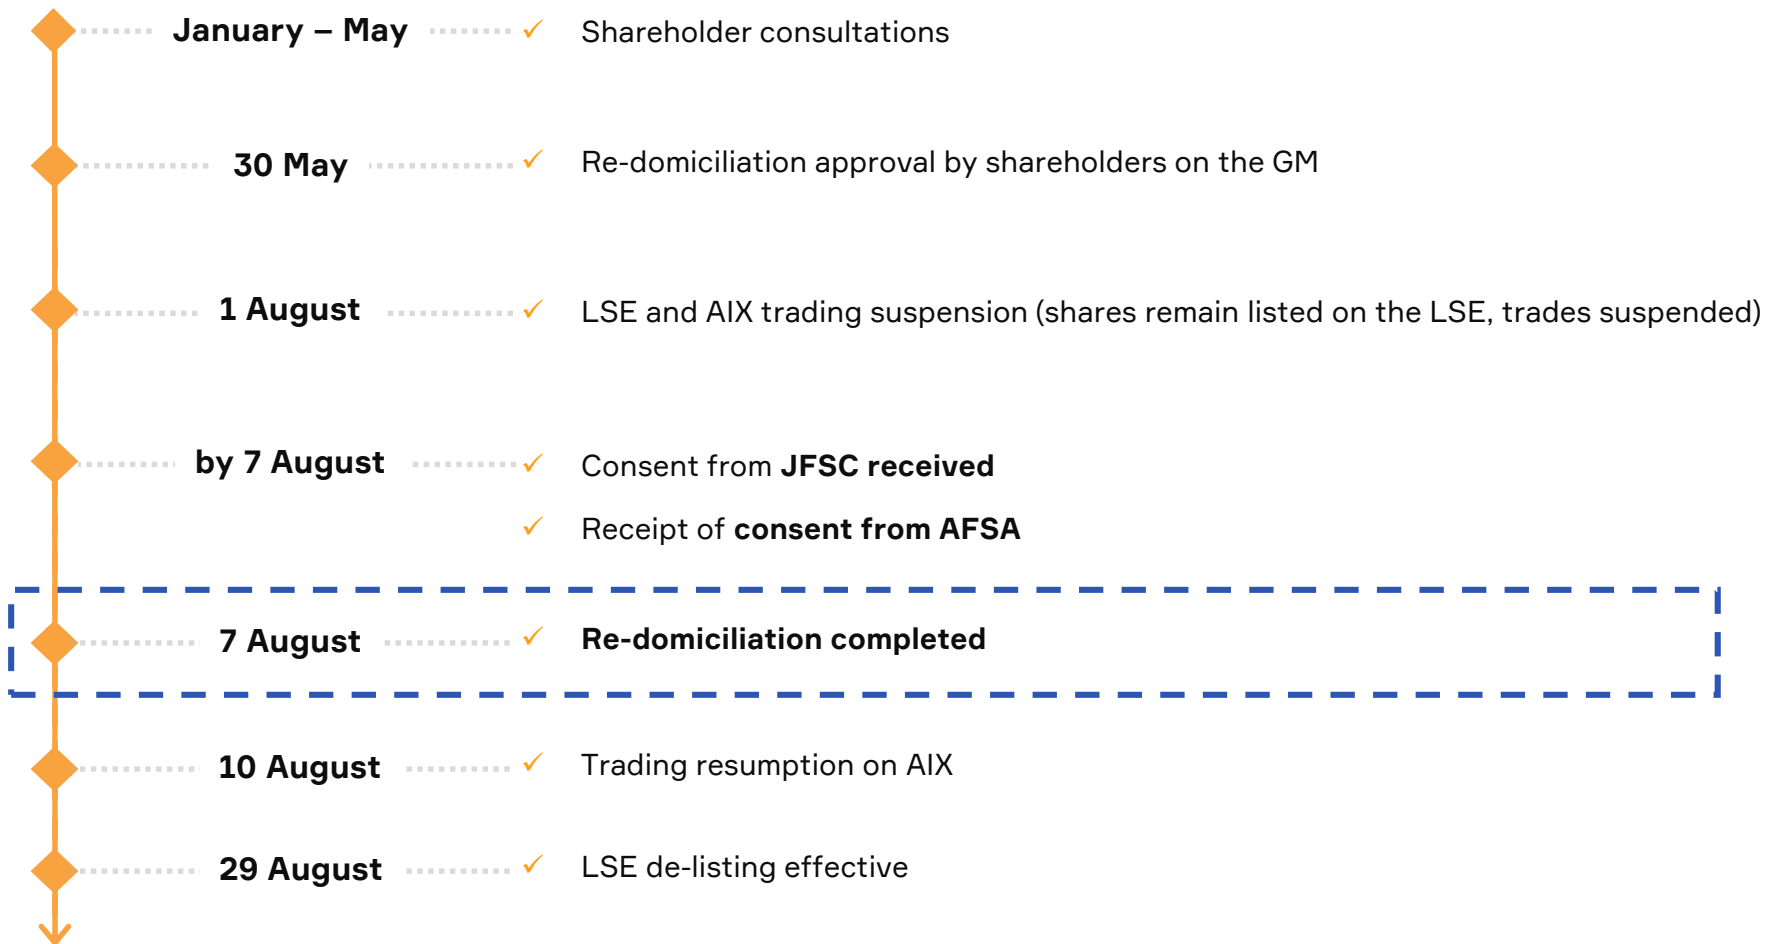 January – May ✓ Shareholder consultations
30 May ✓ Re-domiciliation approval by shareholders on the GM
1 August ✓ LSE and AIX trading suspension (shares remain listed on the LSE, trades suspended)
by 7 August ✓ Consent from JFSC received
✓ Receipt of consent from AFSA
7 August ✓ Re-domiciliation completed
10 August ✓ Trading resumption on AIX
29 August ✓ LSE de-listing effective